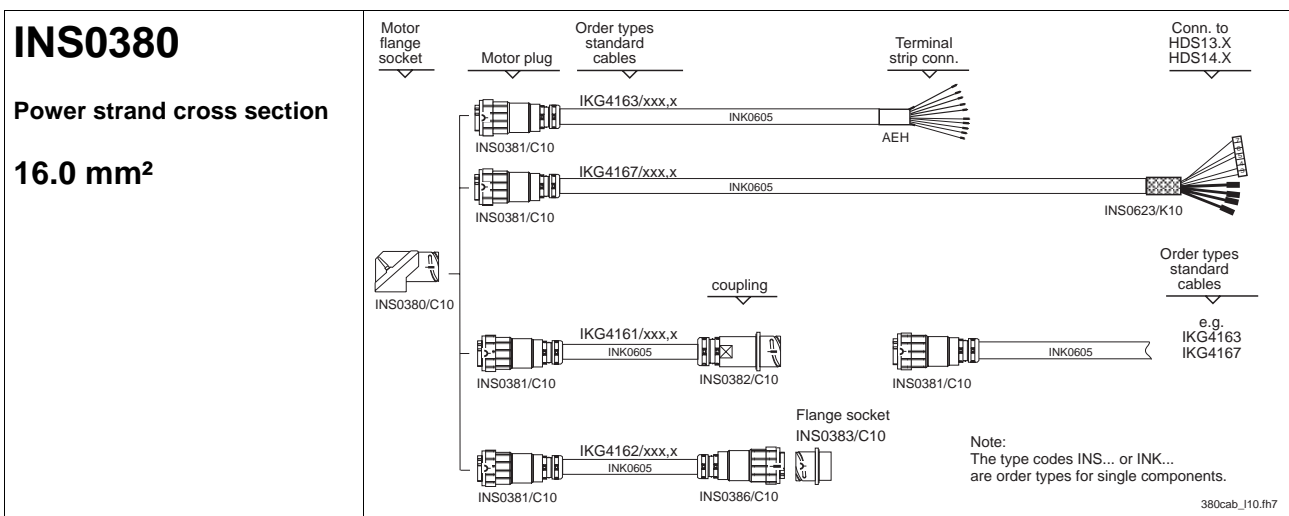 INS0380
Power strand cross section
16.0 mm²
Motor
flange
socket
Motor plug
Order types
standard
cables
Terminal
strip conn.
Conn. to
HDS13.X
HDS14.X
IKG4163/xxx,x
INK0605
INS0381/C10
AEH
IKG4167/xxx,x
INK0605
INS0381/C10
INS0623/K10
INS0380/C10
coupling
Order types
standard
cables
e.g.
IKG4163
IKG4167
IKG4161/xxx,x
INK0605
INS0381/C10
INS0382/C10
INK0605
INS0381/C10
Flange socket
INS0383/C10
IKG4162/xxx,x
INK0605
INS0381/C10
INS0386/C10
Note:
The type codes INS... or INK...
are order types for single components.
380cab_l10.fh7